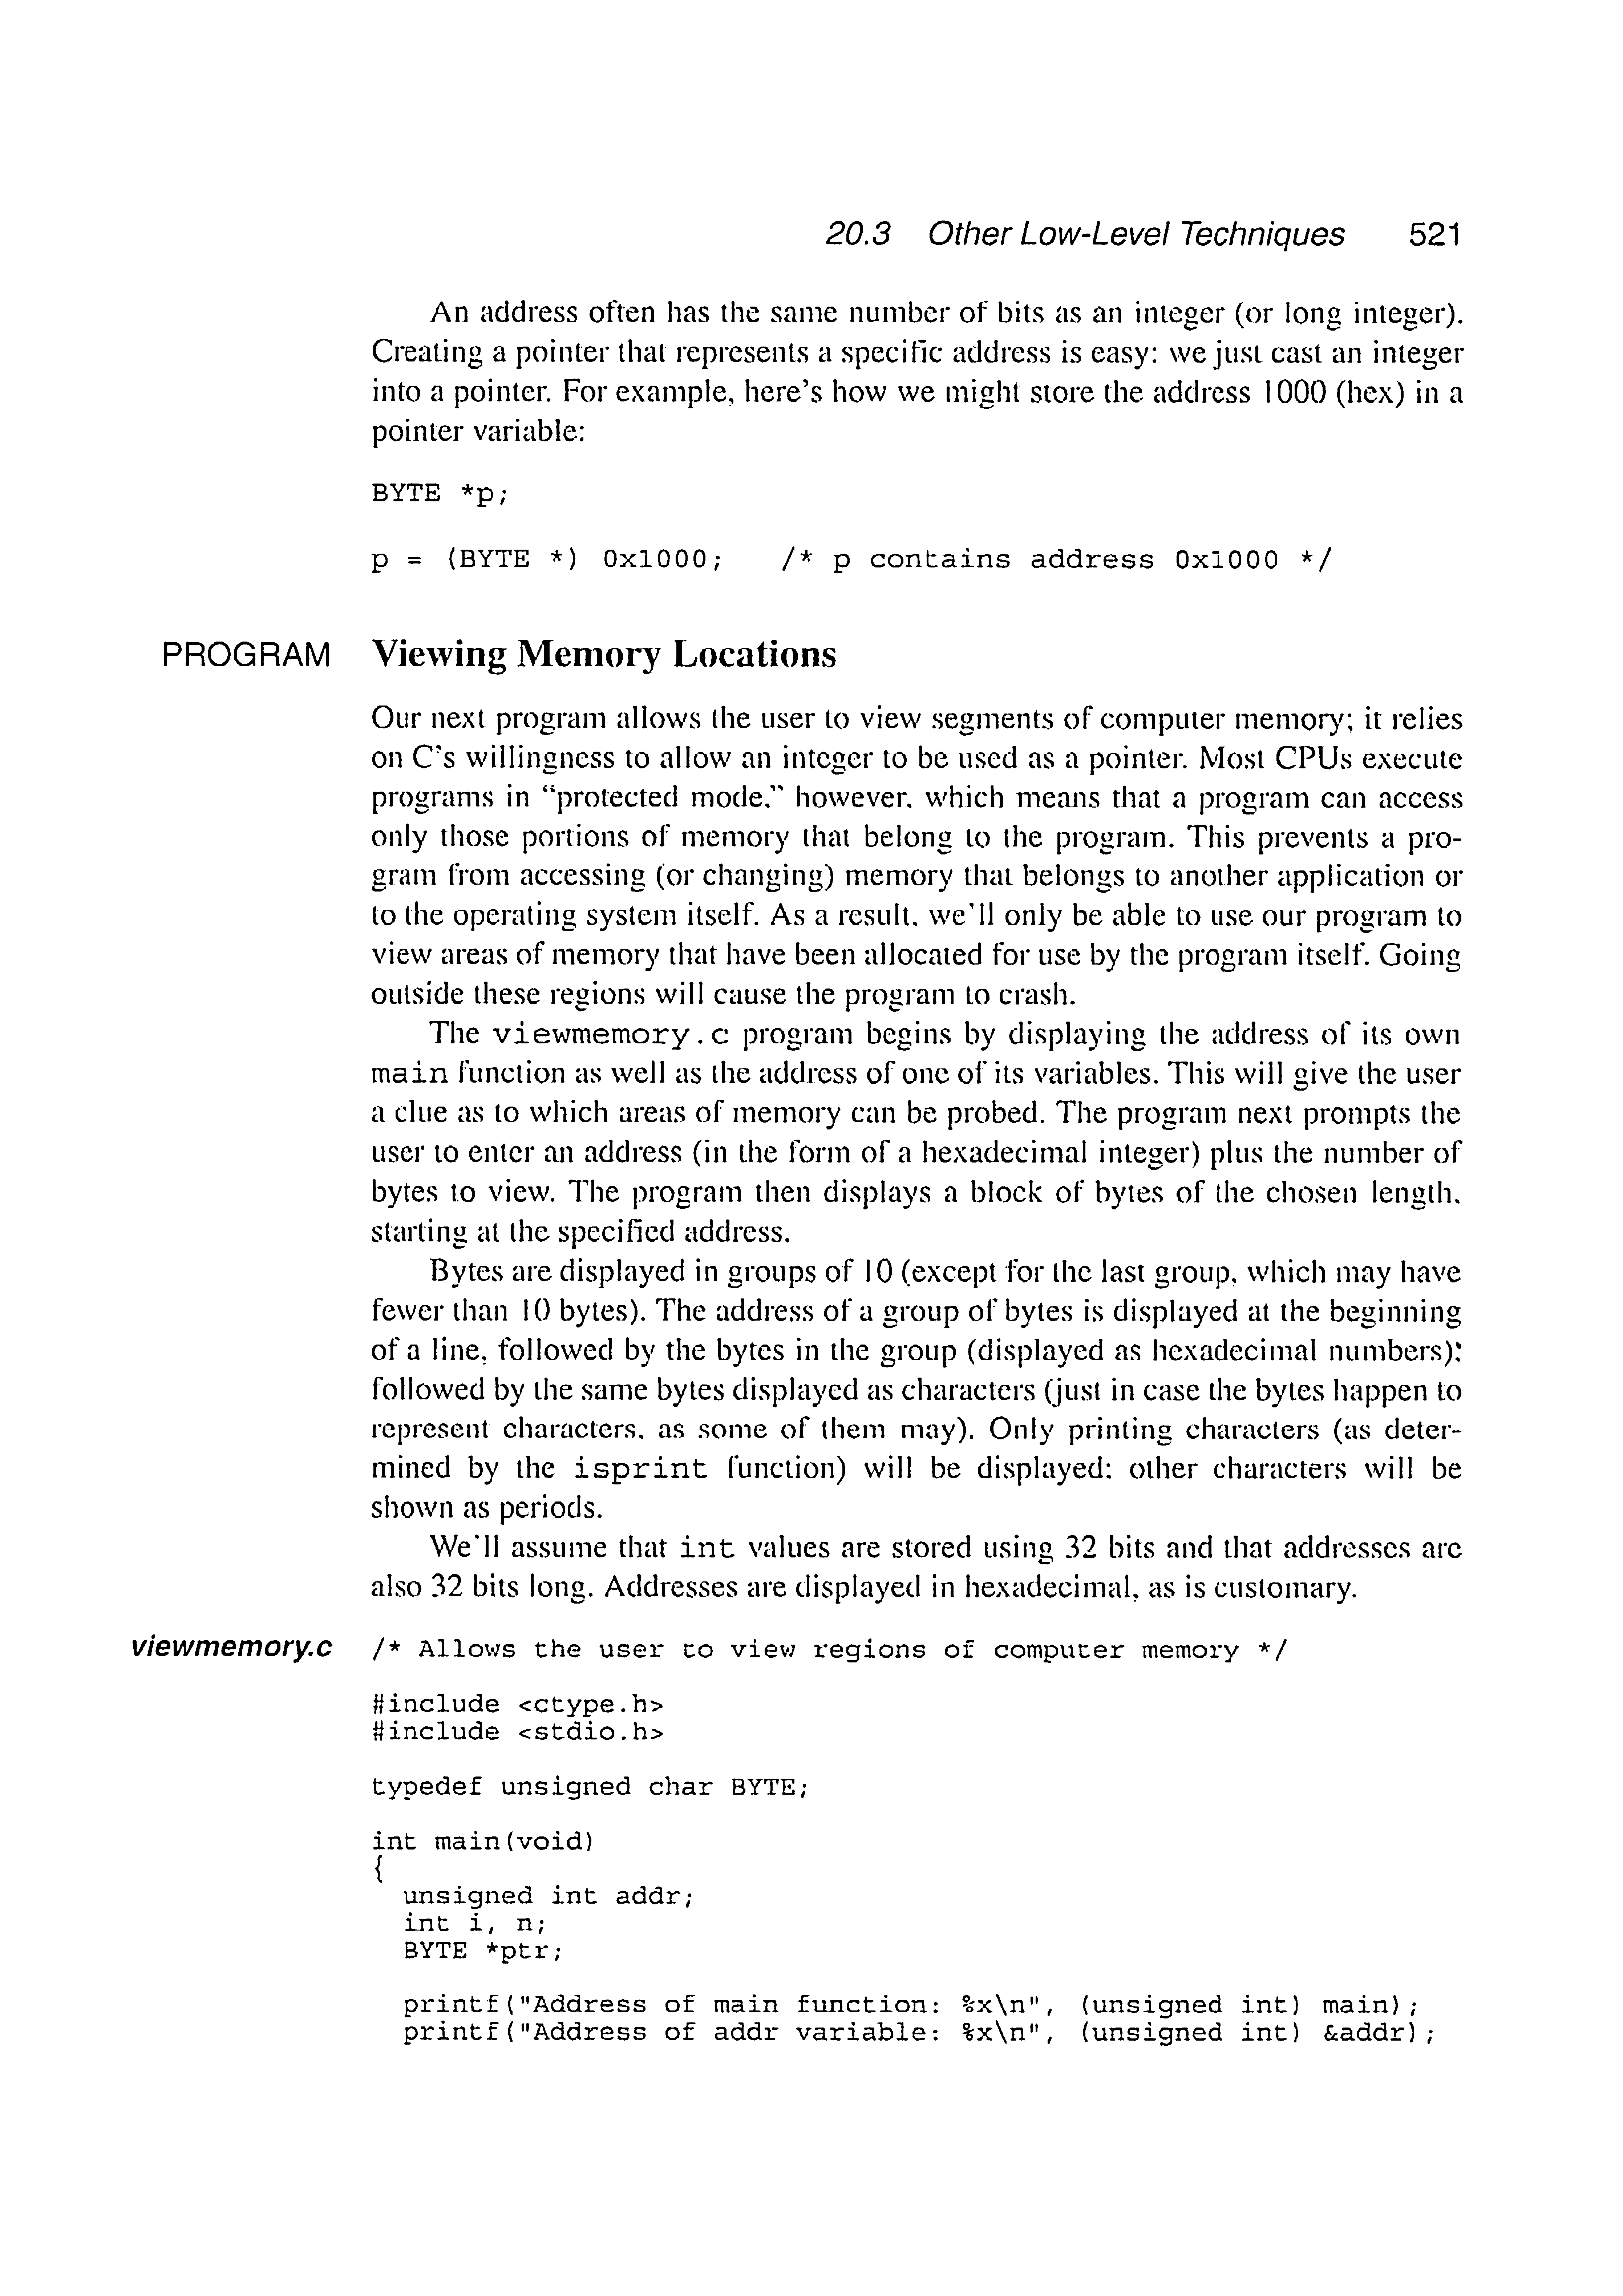 20.3 Other Low-Level Techniques 521
An address often has the same number of bits as an integer (or long integer).
Creating a pointer that represents a specific address is easy: we just cast an integer
into a pointer. For example, here's how we might store the address 1000 (hex) in a
pointer variable:
BYTE *p;
p = (BYTE *) 0x1000; /* p contains address 0x1000 */
PROGRAM Viewing Memory Locations
Our next program allows the user to view segments of computer memory; it relies
on C's willingness to allow an integer to be used as a pointer. Most CPUs execute
programs in “protected mode,” however, which means that a program can access
only those portions of memory that belong to the program. This prevents a pro-
gram from accessing (or changing) memory that belongs to another application or
to the operating system itself. As a result, we'll only be able to use our program to
view areas of memory that have been allocated for use by the program itself. Going
outside these regions will cause the program to crash.
The viewmemory.c program begins by displaying the address of its own
main function as well as the address of one of its variables. This will give the user
a clue as to which areas of memory can be probed. The program next prompts the
user to enter an address (in the form of a hexadecimal integer) plus the number of
bytes to view. The program then displays a block of bytes of the chosen length,
starting at the specified address.
Bytes are displayed in groups of 10 (except for the last group, which may have
fewer than 10 bytes). The address of a group of bytes is displayed at the beginning
of a line, followed by the bytes in the group (displayed as hexadecimal numbers);
followed by the same bytes displayed as characters (just in case the bytes happen to
represent characters, as some of them may). Only printing characters (as deter-
mined by the isprint function) will be displayed; other characters will be
shown as periods.
We'll assume that int values are stored using 32 bits and that addresses are
also 32 bits long. Addresses are displayed in hexadecimal, as is customary.
viewmemory.c /* Allows the user to view regions of computer memory */
#include <ctype.h>
#include <stdio.h>
typedef unsigned char BYTE;
int main(void)
{
unsigned int addr;
int i, n;
BYTE *ptr;
printf("Address of main function: %x\n", (unsigned int) main);
printf("Address of addr variable: %x\n", (unsigned int) &addr);